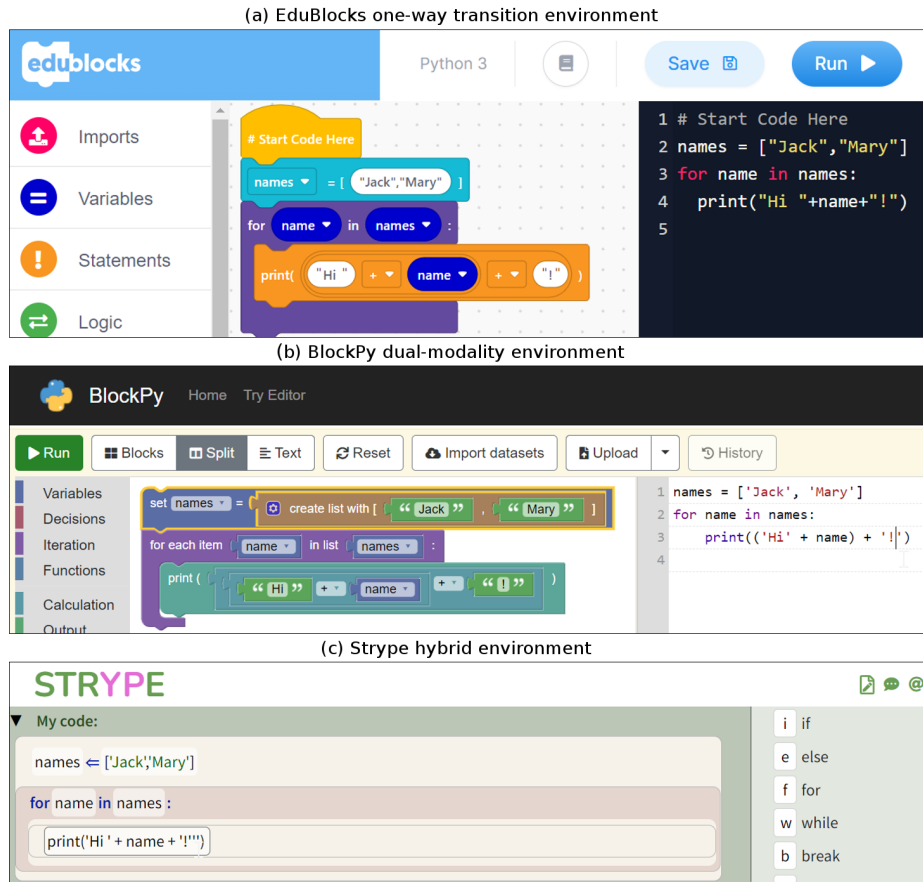 (a) EduBlocks one-way transition environment
edublocks
Python 3
Save
Run
Imports
Variables
Statements
Logic
# Start Code Here
names = [ "Jack","Mary" ]
for name in names :
print( "Hi " + name + "!" )
1 # Start Code Here
2 names = ["Jack","Mary"]
3 for name in names:
4 print("Hi "+name+"!")
5
(b) BlockPy dual-modality environment
BlockPy Home Try Editor
Run Blocks Split Text Reset Import datasets Upload History
Variables
Decisions
Iteration
Functions
Calculation
Output
set names = create list with [ “ Jack ” , “ Mary ” ]
for each item name in list names :
print ( “ Hi ” + name + “ ! ” )
1 names = ['Jack', 'Mary']
2 for name in names:
3 print(('Hi' + name) + '!')
4
(c) Strype hybrid environment
STRYPE
My code:
names ⇐ ['Jack','Mary']
for name in names :
print('Hi ' + name + '!''')
i if
e else
f for
w while
b break